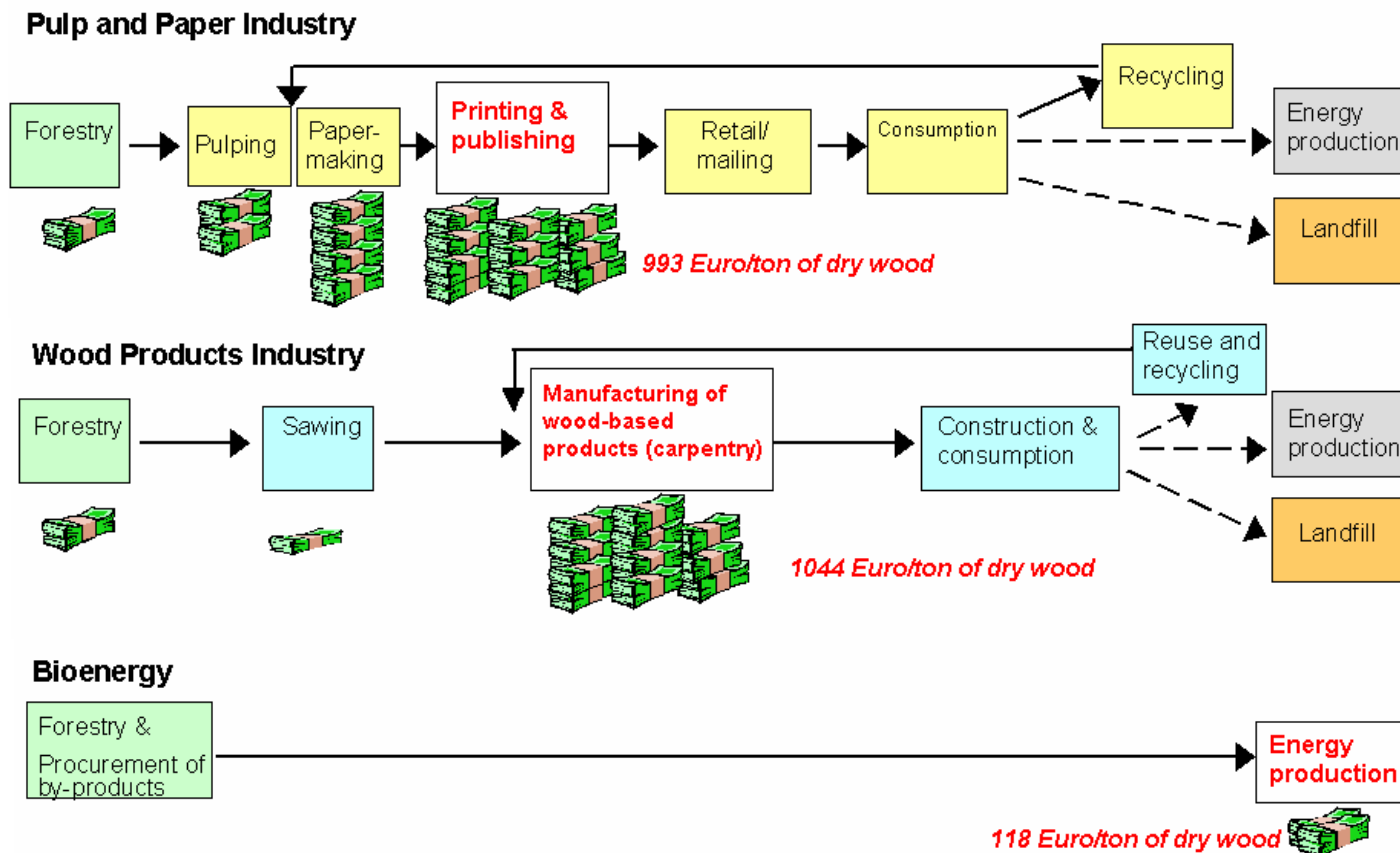 Pulp and Paper Industry
Forestry
Pulping
Paper-
making
Printing &
publishing
Retail/
mailing
Consumption
Recycling
Energy
production
Landfill
993 Euro/ton of dry wood
Wood Products Industry
Forestry
Sawing
Manufacturing of
wood-based
products (carpentry)
Construction &
consumption
Reuse and
recycling
Energy
production
Landfill
1044 Euro/ton of dry wood
Bioenergy
Forestry &
Procurement of
by-products
Energy
production
118 Euro/ton of dry wood